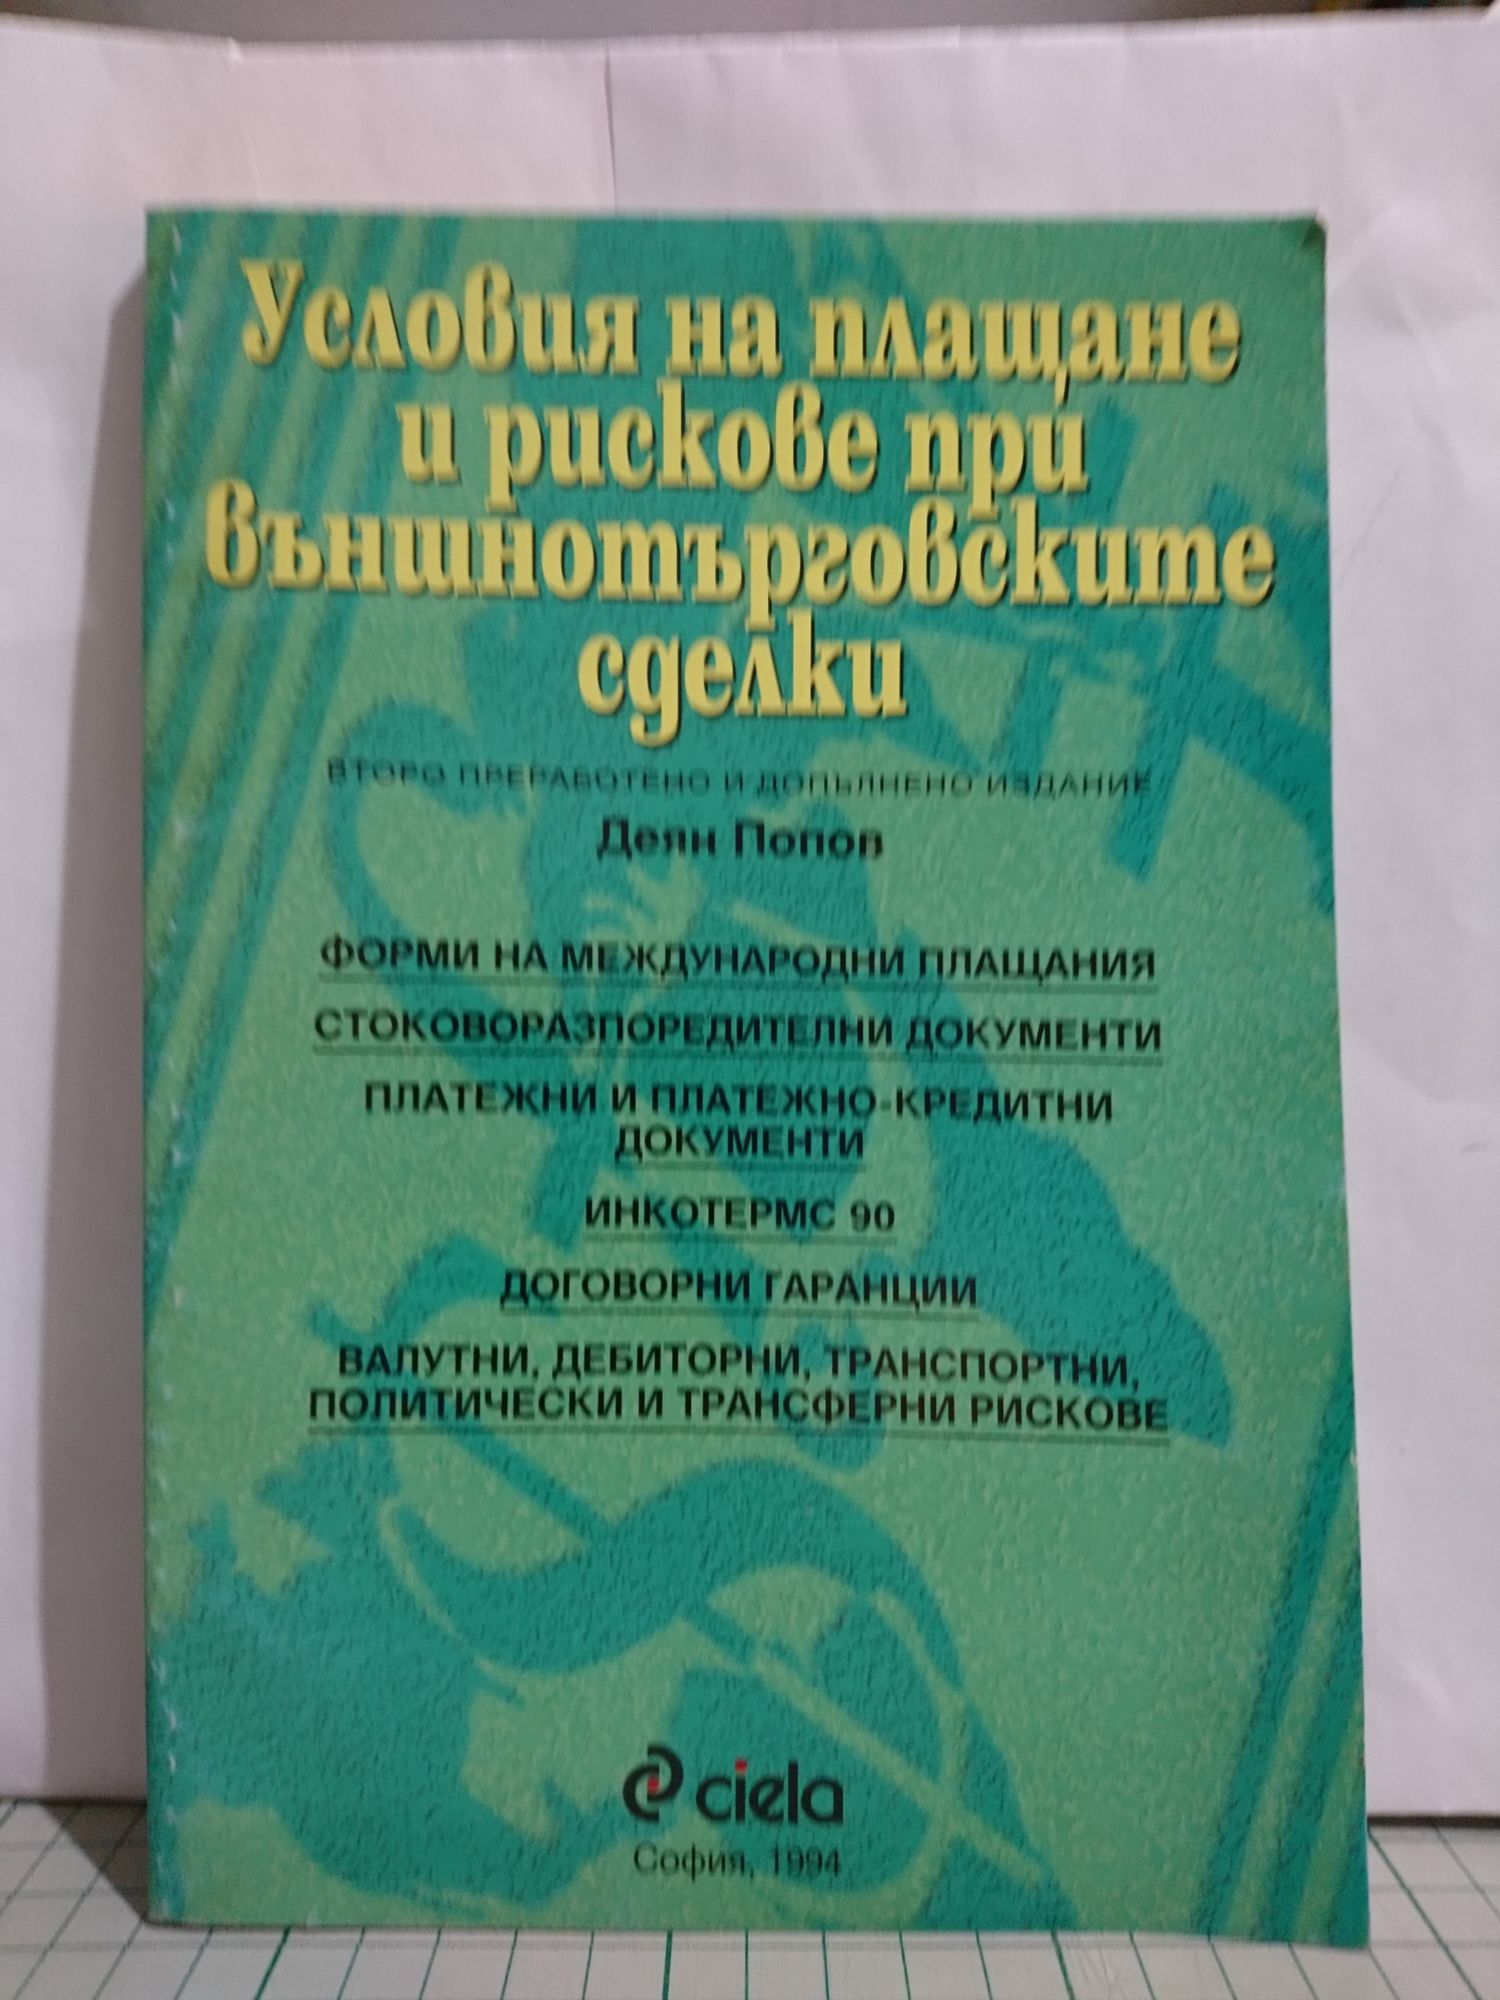 Условия на плащане
и рискове при
външнотърговските
сделки
ВТОРО ПРЕРАБОТЕНО И ДОПЪЛНЕНО ИЗДАНИЕ
Деян Попов
ФОРМИ НА МЕЖДУНАРОДНИ ПЛАЩАНИЯ
СТОКОВОРАЗПОРЕДИТЕЛНИ ДОКУМЕНТИ
ПЛАТЕЖНИ И ПЛАТЕЖНО-КРЕДИТНИ
ДОКУМЕНТИ
ИНКОТЕРМС 90
ДОГОВОРНИ ГАРАНЦИИ
ВАЛУТНИ, ДЕБИТОРНИ, ТРАНСПОРТНИ,
ПОЛИТИЧЕСКИ И ТРАНСФЕРНИ РИСКОВЕ
ciela
София, 1994